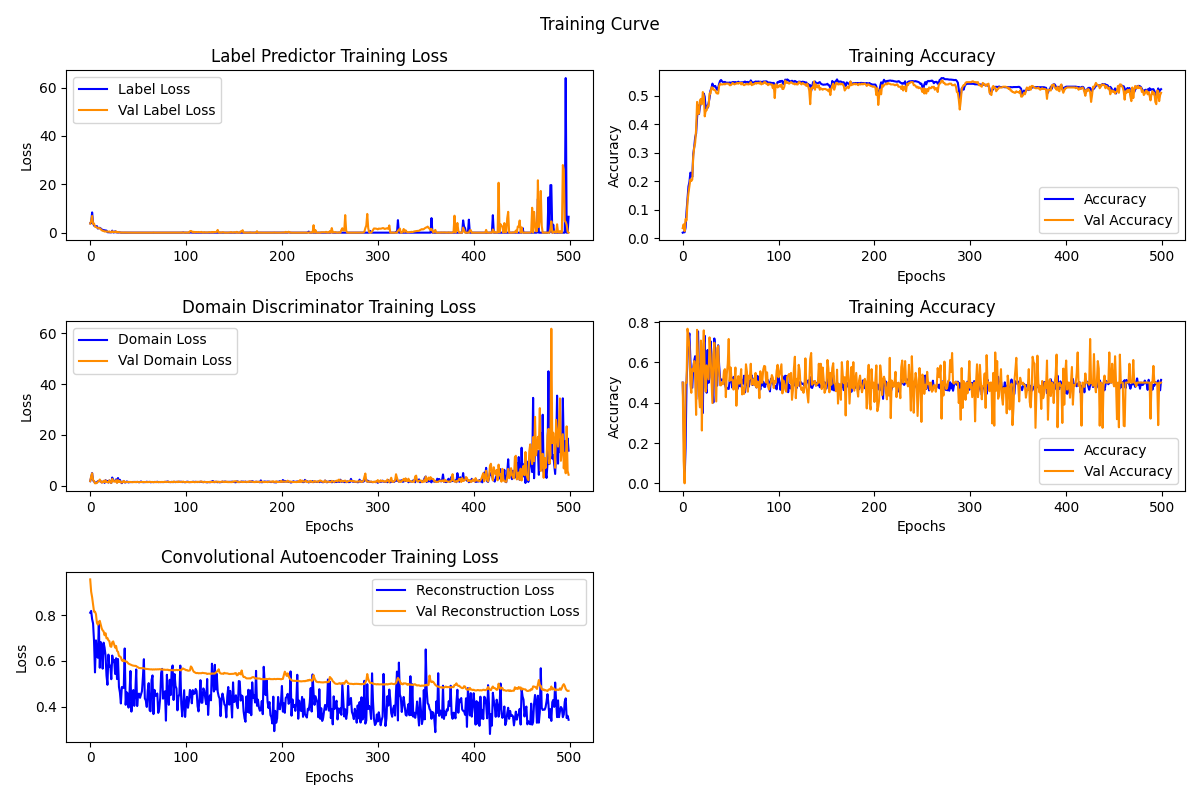 Training Curve
Label Predictor Training Loss
Loss
60
40
20
0
Label Loss
Val Label Loss
0 100 200 300 400 500
Epochs
Training Accuracy
Accuracy
0.5
0.4
0.3
0.2
0.1
0.0
Accuracy
Val Accuracy
0 100 200 300 400 500
Epochs
Domain Discriminator Training Loss
Loss
60
40
20
0
Domain Loss
Val Domain Loss
0 100 200 300 400 500
Epochs
Training Accuracy
Accuracy
0.8
0.6
0.4
0.2
0.0
Accuracy
Val Accuracy
0 100 200 300 400 500
Epochs
Convolutional Autoencoder Training Loss
Loss
0.8
0.6
0.4
Reconstruction Loss
Val Reconstruction Loss
0 100 200 300 400 500
Epochs